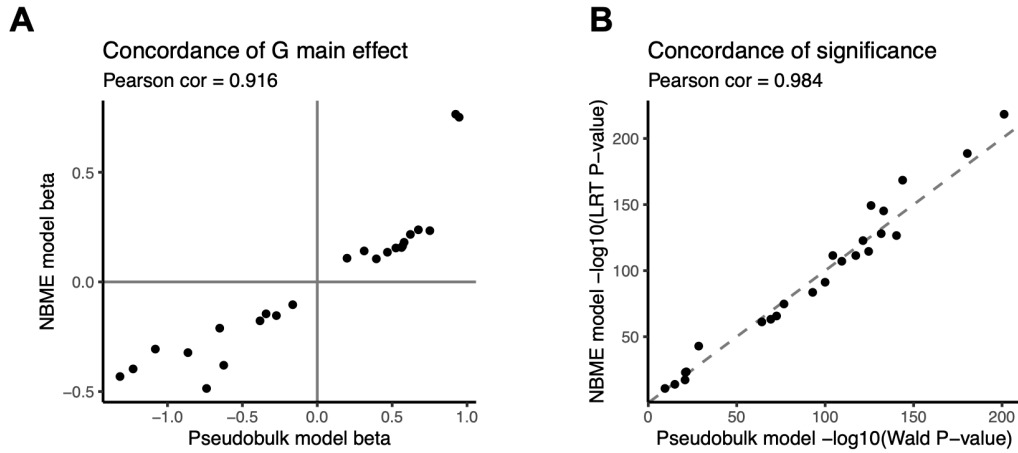 A
Concordance of G main effect
Pearson cor = 0.916
NBME model beta
0.5
0.0
−0.5
−1.0
−0.5
0.0
0.5
1.0
Pseudobulk model beta
B
Concordance of significance
Pearson cor = 0.984
NBME model −log10(LRT P−value)
200
150
100
50
0
50
100
150
200
Pseudobulk model −log10(Wald P−value)